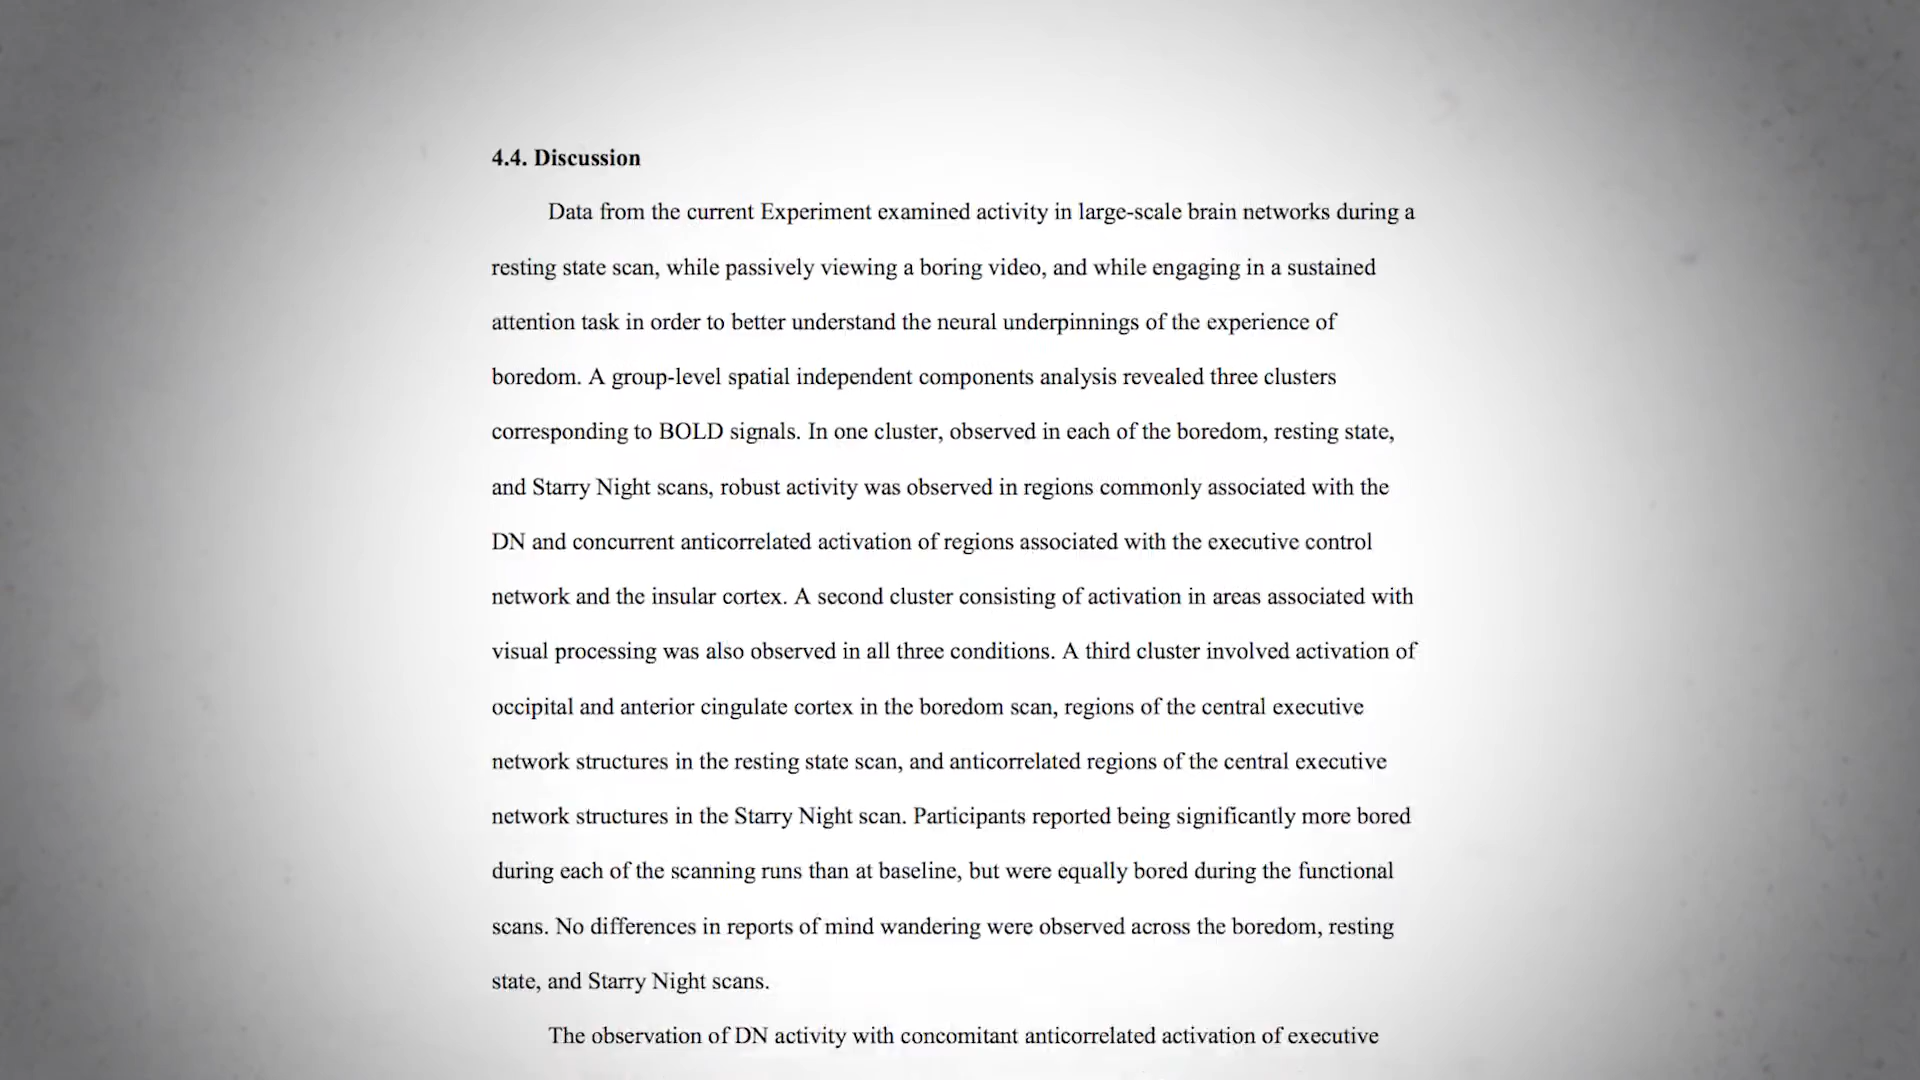 4.4. Discussion
Data from the current Experiment examined activity in large-scale brain networks during a
resting state scan, while passively viewing a boring video, and while engaging in a sustained
attention task in order to better understand the neural underpinnings of the experience of
boredom. A group-level spatial independent components analysis revealed three clusters
corresponding to BOLD signals. In one cluster, observed in each of the boredom, resting state,
and Starry Night scans, robust activity was observed in regions commonly associated with the
DN and concurrent anticorrelated activation of regions associated with the executive control
network and the insular cortex. A second cluster consisting of activation in areas associated with
visual processing was also observed in all three conditions. A third cluster involved activation of
occipital and anterior cingulate cortex in the boredom scan, regions of the central executive
network structures in the resting state scan, and anticorrelated regions of the central executive
network structures in the Starry Night scan. Participants reported being significantly more bored
during each of the scanning runs than at baseline, but were equally bored during the functional
scans. No differences in reports of mind wandering were observed across the boredom, resting
state, and Starry Night scans.
The observation of DN activity with concomitant anticorrelated activation of executive